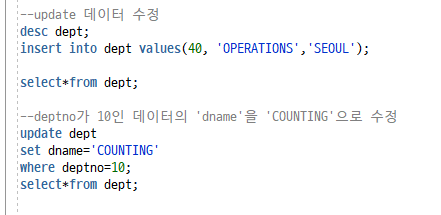 --update 데이터 수정
desc dept;
insert into dept values(40, 'OPERATIONS','SEOUL');
select*from dept;
--deptno가 10인 데이터의 'dname'을 'COUNTING'으로 수정
update dept
set dname='COUNTING'
where deptno=10;
select*from dept;